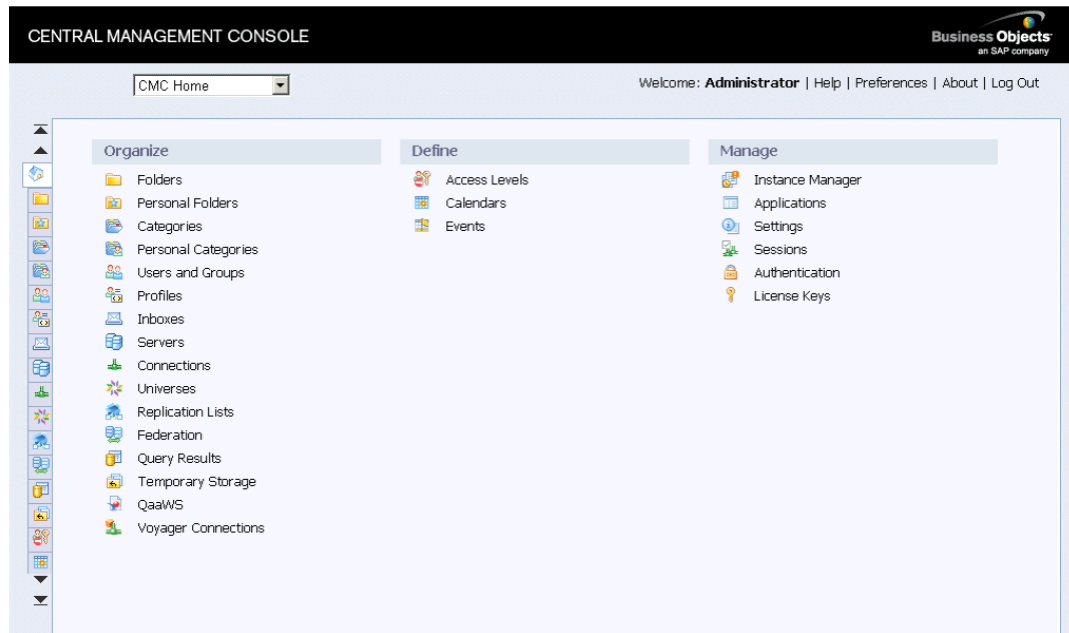 CENTRAL MANAGEMENT CONSOLE
Business Objects
an SAP company
CMC Home
Welcome: Administrator | Help | Preferences | About | Log Out
Organize
Folders
Personal Folders
Categories
Personal Categories
Users and Groups
Profiles
Inboxes
Servers
Connections
Universes
Replication Lists
Federation
Query Results
Temporary Storage
QaaWS
Voyager Connections
Define
Access Levels
Calendars
Events
Manage
Instance Manager
Applications
Settings
Sessions
Authentication
License Keys